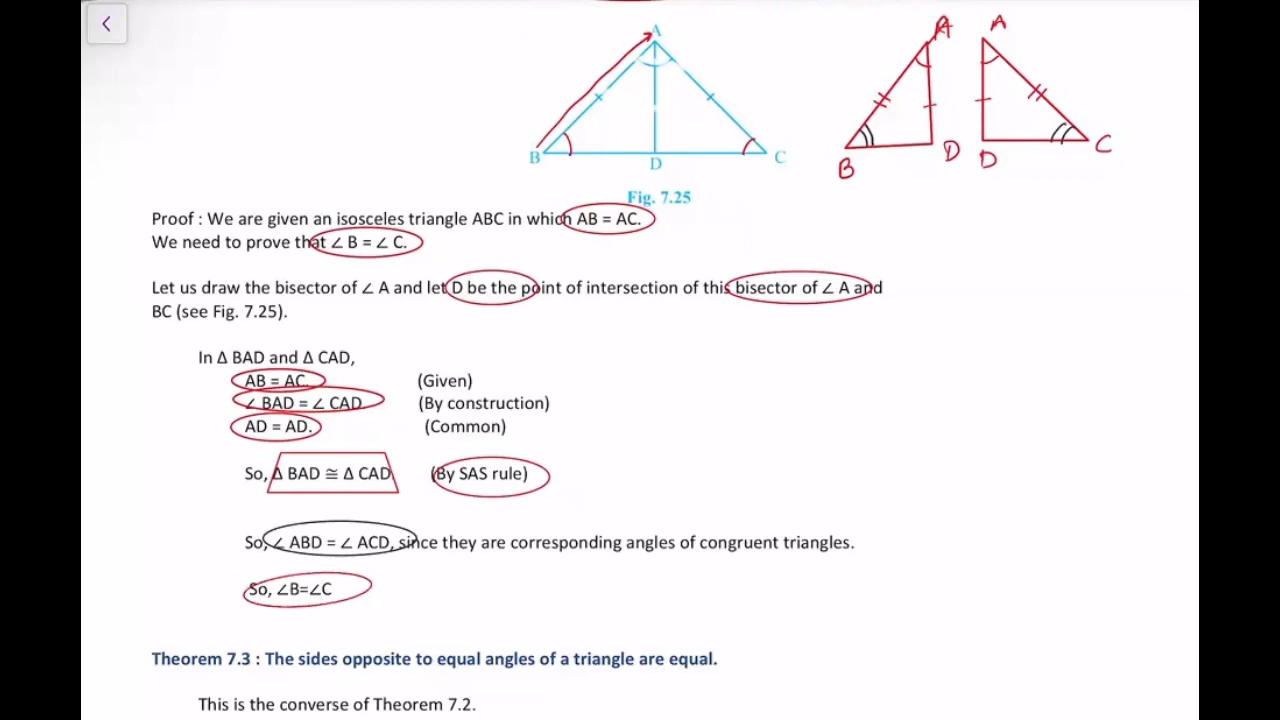 A
B
D
C
A
B
D
A
D
C
Fig. 7.25
Proof : We are given an isosceles triangle ABC in which AB = AC.
We need to prove that ∠ B = ∠ C.
Let us draw the bisector of ∠ A and let D be the point of intersection of this bisector of ∠ A and
BC (see Fig. 7.25).
In Δ BAD and Δ CAD,
AB = AC. (Given)
∠ BAD = ∠ CAD (By construction)
AD = AD. (Common)
So, Δ BAD ≅ Δ CAD (By SAS rule)
So, ∠ ABD = ∠ ACD, since they are corresponding angles of congruent triangles.
So, ∠B=∠C
Theorem 7.3 : The sides opposite to equal angles of a triangle are equal.
This is the converse of Theorem 7.2.